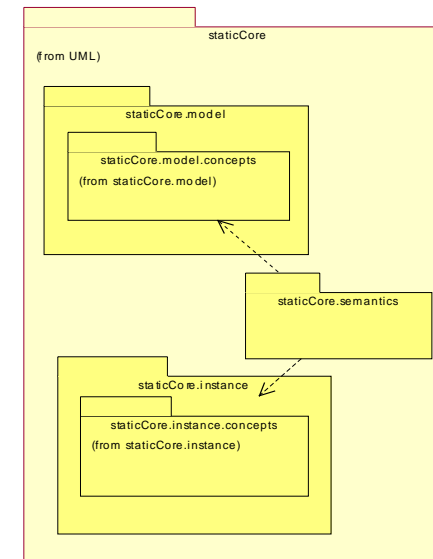 staticCore
(from UML)
staticCore.model
staticCore.model.concepts
(from staticCore.model)
staticCore.semantics
staticCore.instance
staticCore.instance.concepts
(from staticCore.instance)